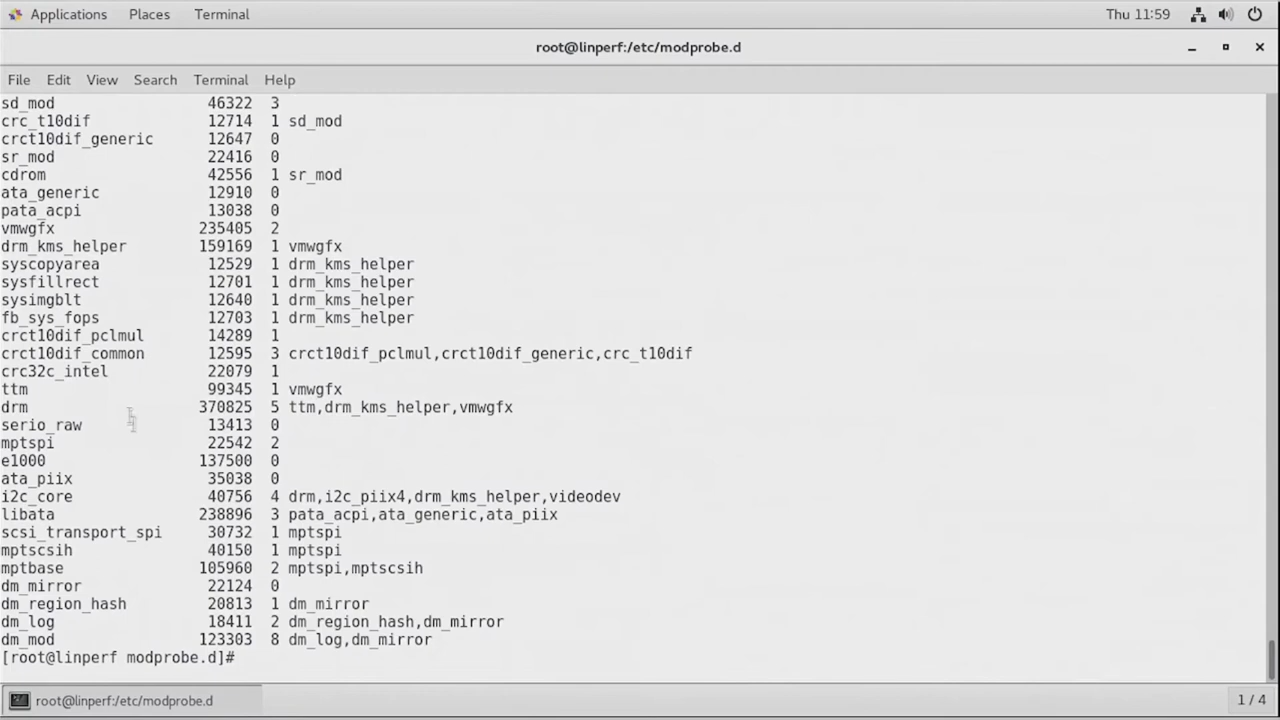 Applications Places Terminal Thu 11:59
root@linperf:/etc/modprobe.d
File Edit View Search Terminal Help
sd_mod 46322 3
crc_t10dif 12714 1 sd_mod
crct10dif_generic 12647 0
sr_mod 22416 0
cdrom 42556 1 sr_mod
ata_generic 12910 0
pata_acpi 13038 0
vmwgfx 235405 2
drm_kms_helper 159169 1 vmwgfx
syscopyarea 12529 1 drm_kms_helper
sysfillrect 12701 1 drm_kms_helper
sysimgblt 12640 1 drm_kms_helper
fb_sys_fops 12703 1 drm_kms_helper
crct10dif_pclmul 14289 1
crct10dif_common 12595 3 crct10dif_pclmul,crct10dif_generic,crc_t10dif
crc32c_intel 22079 1
ttm 99345 1 vmwgfx
drm 370825 5 ttm,drm_kms_helper,vmwgfx
serio_raw 13413 0
mptspi 22542 2
e1000 137500 0
ata_piix 35038 0
i2c_core 40756 4 drm,i2c_piix4,drm_kms_helper,videodev
libata 238896 3 pata_acpi,ata_generic,ata_piix
scsi_transport_spi 30732 1 mptspi
mptscsih 40150 1 mptspi
mptbase 105960 2 mptspi,mptscsih
dm_mirror 22124 0
dm_region_hash 20813 1 dm_mirror
dm_log 18411 2 dm_region_hash,dm_mirror
dm_mod 123303 8 dm_log,dm_mirror
[root@linperf modprobe.d]#
root@linperf:/etc/modprobe.d 1 / 4